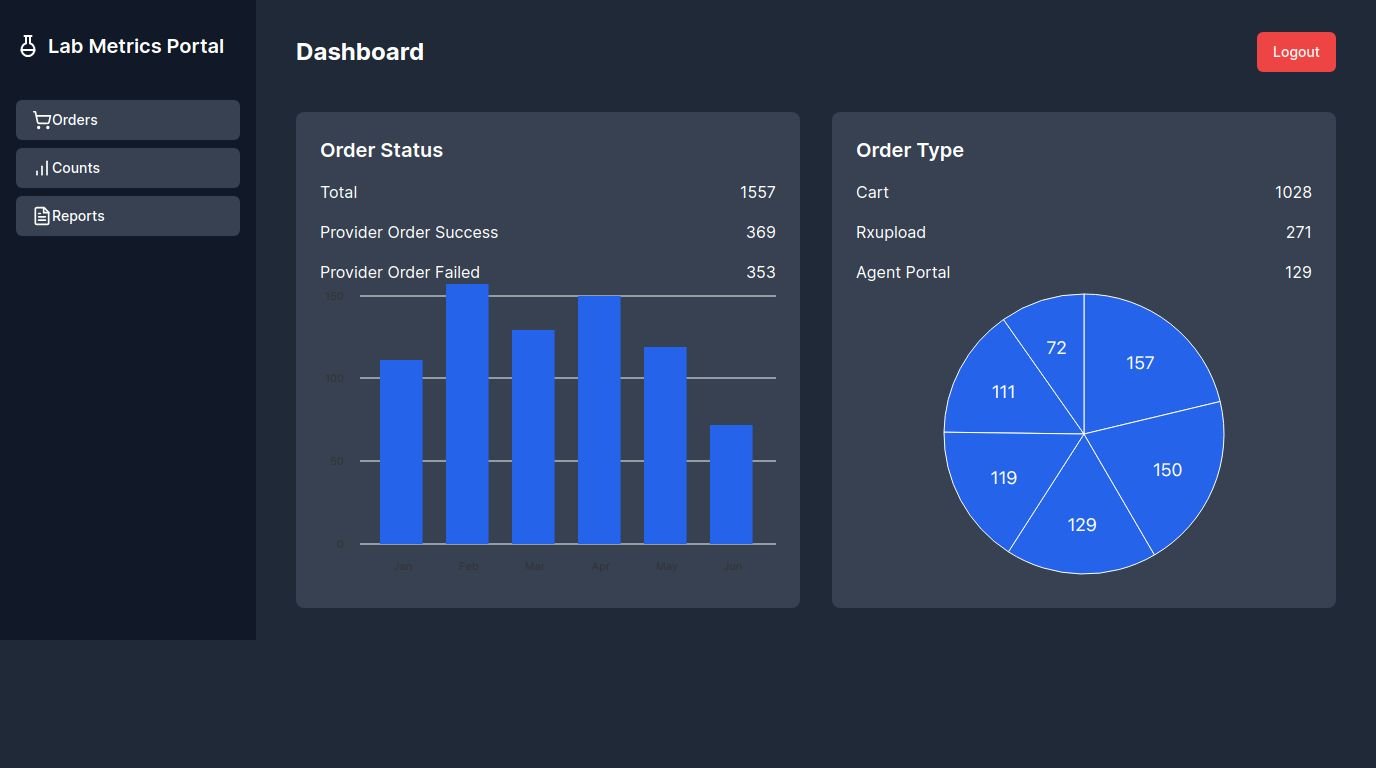 Lab Metrics Portal
Orders
Counts
Reports
Dashboard
Logout
Order Status
Total 1557
Provider Order Success 369
Provider Order Failed 353
150
100
50
0
Jan Feb Mar Apr May Jun
Order Type
Cart 1028
Rxupload 271
Agent Portal 129
72
157
111
150
119
129